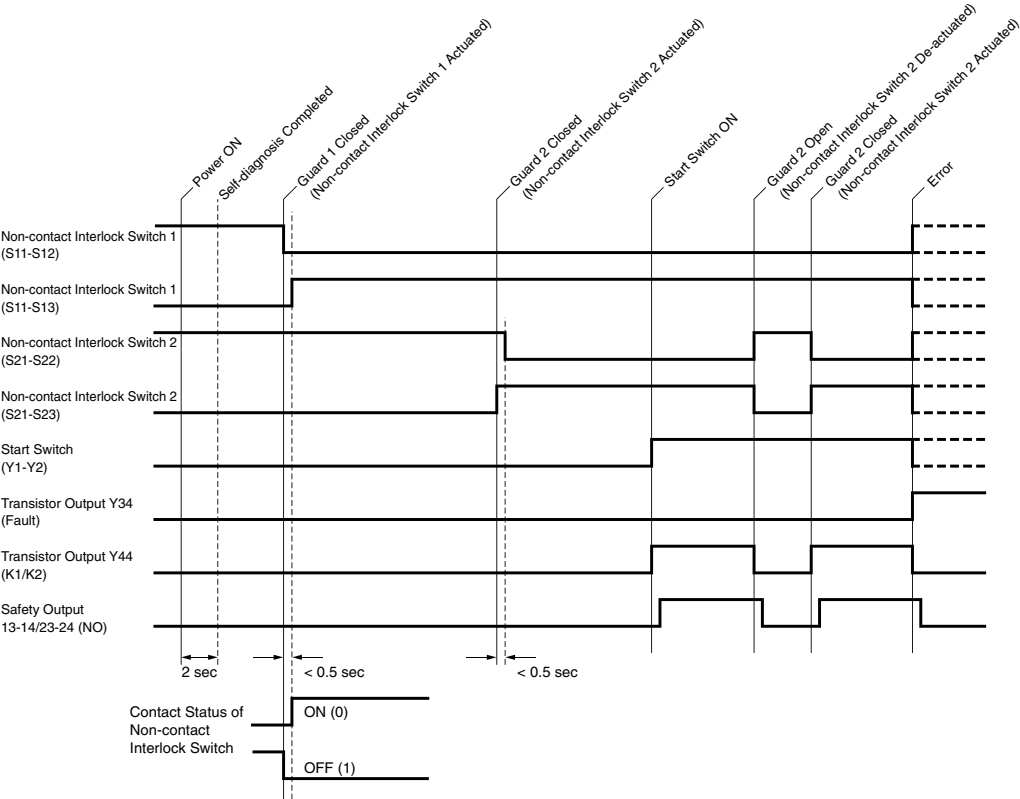 Power ON
Self-diagnosis Completed
Guard 1 Closed
(Non-contact Interlock Switch 1 Actuated)
Guard 2 Closed
(Non-contact Interlock Switch 2 Actuated)
Start Switch ON
Guard 2 Open
(Non-contact Interlock Switch 2 De-actuated)
Guard 2 Closed
(Non-contact Interlock Switch 2 Actuated)
Error
Non-contact Interlock Switch 1
(S11-S12)
Non-contact Interlock Switch 1
(S11-S13)
Non-contact Interlock Switch 2
(S21-S22)
Non-contact Interlock Switch 2
(S21-S23)
Start Switch
(Y1-Y2)
Transistor Output Y34
(Fault)
Transistor Output Y44
(K1/K2)
Safety Output
13-14/23-24 (NO)
2 sec
< 0.5 sec
< 0.5 sec
Contact Status of
Non-contact
Interlock Switch
ON (0)
OFF (1)